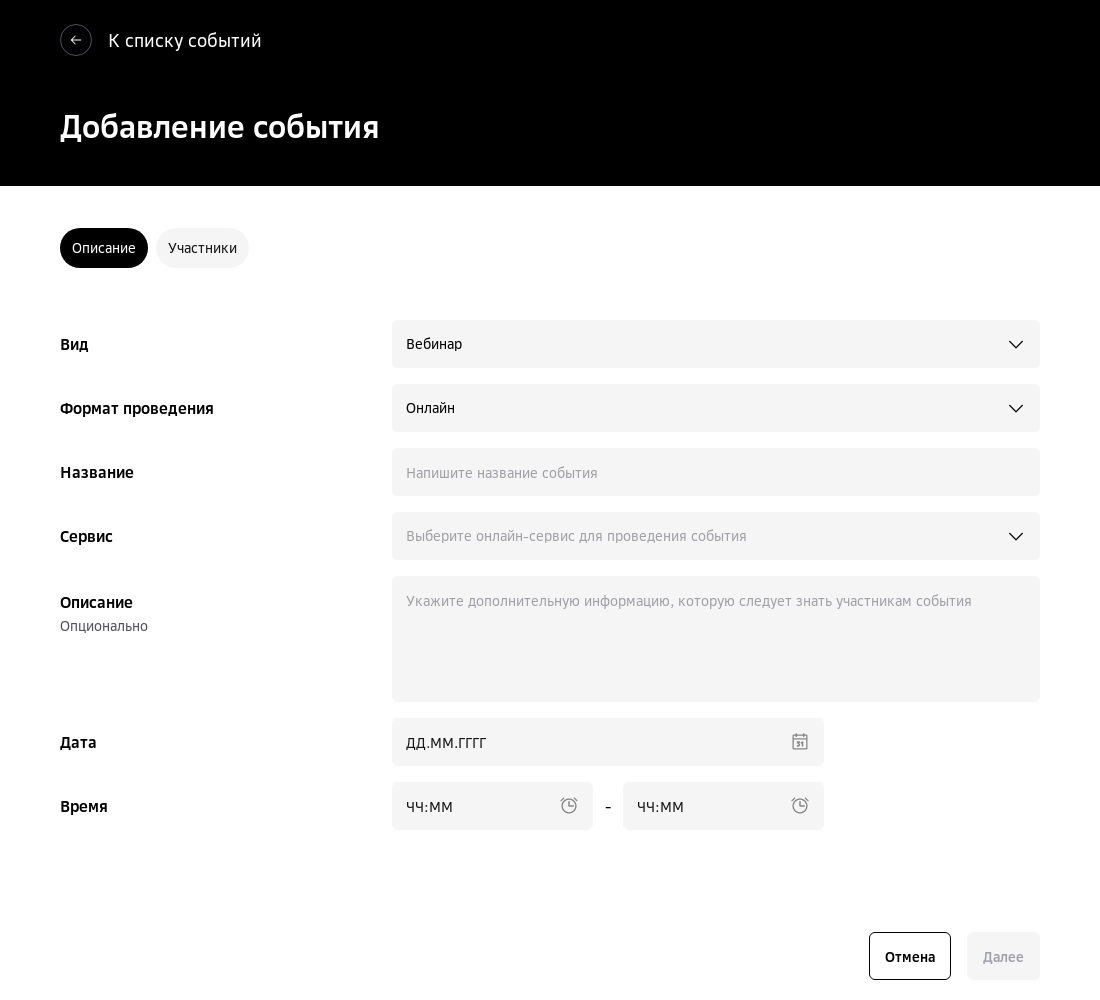 К списку событий
Добавление события
Описание
Участники
Вид
Вебинар
Формат проведения
Онлайн
Название
Напишите название события
Сервис
Выберите онлайн-сервис для проведения события
Описание
Опционально
Укажите дополнительную информацию, которую следует знать участникам события
Дата
ДД.ММ.ГГГГ
31
Время
ЧЧ:ММ - ЧЧ:ММ
Отмена
Далее